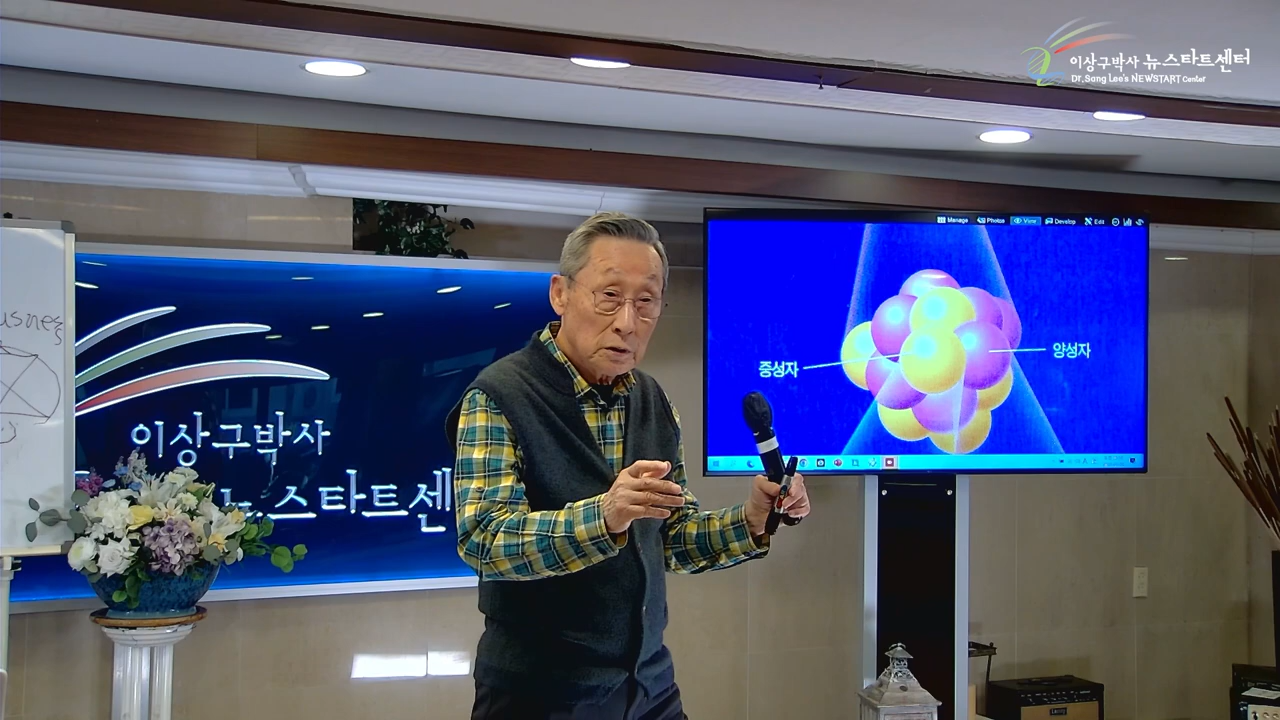 이상구박사 뉴스타트센터
Dr. Sang Lee's NEWSTART Center
Manage Photos View Develop Edit
중성자
양성자
이상구박사
뉴스타트센